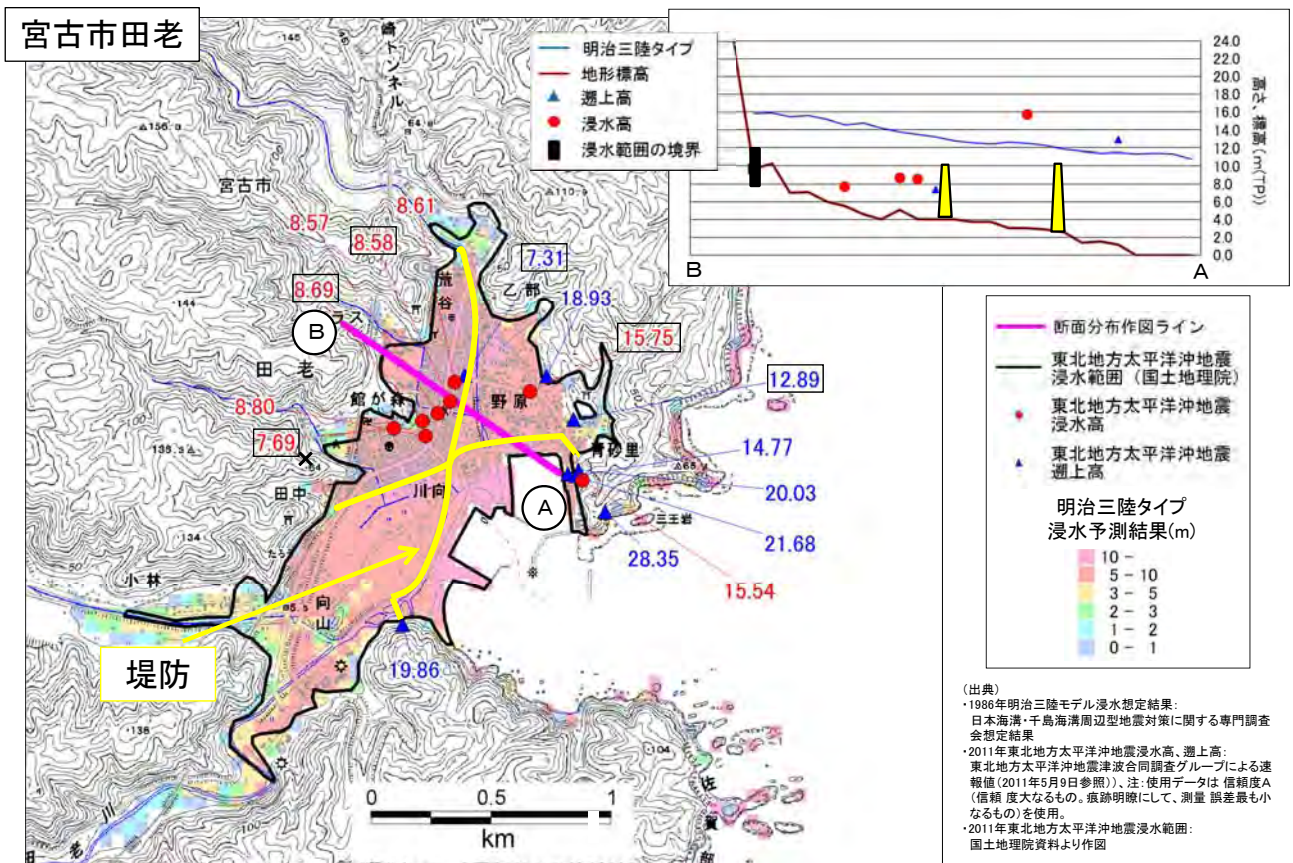 宮古市田老
明治三陸タイプ
地形標高
遡上高
浸水高
浸水範囲の境界
24.0
22.0
20.0
18.0
16.0
14.0
12.0
10.0
8.0
6.0
4.0
2.0
0.0
高さ、標高(m(TP))
B
A
崎トンネル
宮古市
8.57
8.61
8.58
7.31
8.69
18.93
15.75
12.89
8.80
7.69
14.77
20.03
21.68
28.35
15.54
19.86
B
ラス
荒谷
乙部
田老
館が森
野原
青砂里
田中
川向
A
三王岩
小林
向山
堤防
0 0.5 1
km
断面分布作図ライン
東北地方太平洋沖地震
浸水範囲(国土地理院)
東北地方太平洋沖地震
浸水高
東北地方太平洋沖地震
遡上高
明治三陸タイプ
浸水予測結果(m)
10 -
5 - 10
3 - 5
2 - 3
1 - 2
0 - 1
(出典)
・1986年明治三陸モデル浸水想定結果:
日本海溝・千島海溝周辺型地震対策に関する専門調査
会想定結果
・2011年東北地方太平洋沖地震浸水高、遡上高:
東北地方太平洋沖地震津波合同調査グループによる速
報値(2011年5月9日参照))、注:使用データは 信頼度A
(信頼 度大なるもの。痕跡明瞭にして、測量 誤差最も小
なるもの)を使用。
・2011年東北地方太平洋沖地震浸水範囲:
国土地理院資料より作図